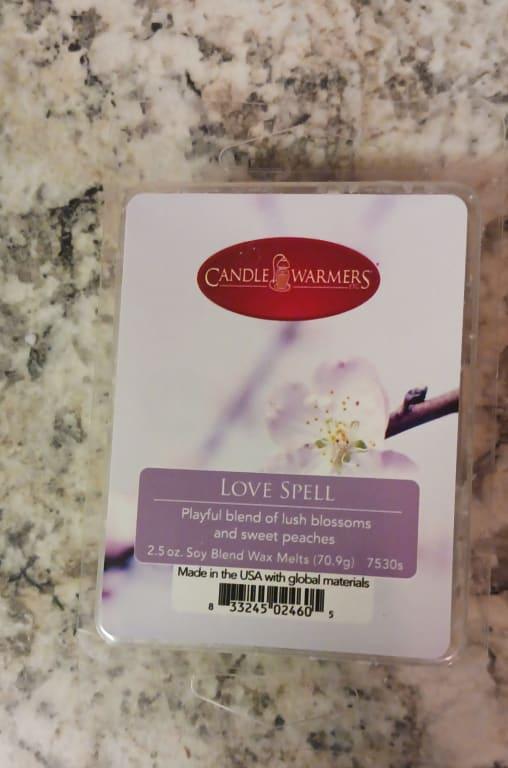 CANDLE WARMERS ETC
LOVE SPELL
Playful blend of lush blossoms
and sweet peaches
2.5 oz. Soy Blend Wax Melts (70.9g) 7530s
Made in the USA with global materials
8 33245 02460 5